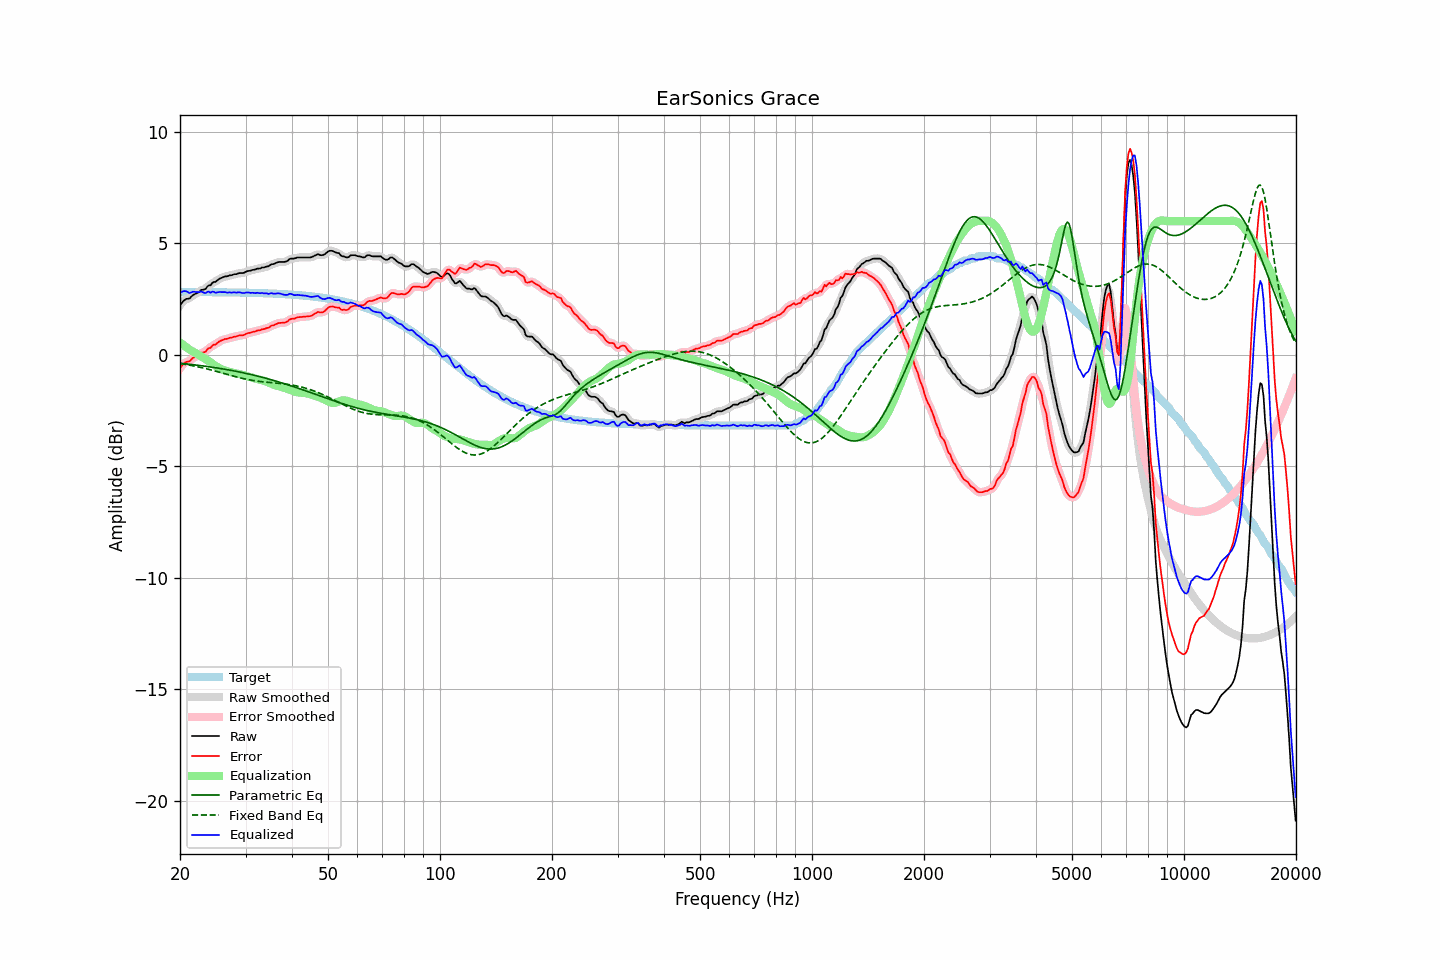 EarSonics Grace
Amplitude (dBr)
10
5
0
−5
−10
−15
−20
Target
Raw Smoothed
Error Smoothed
Raw
Error
Equalization
Parametric Eq
Fixed Band Eq
Equalized
20 50 100 200 500 1000 2000 5000 10000 20000
Frequency (Hz)